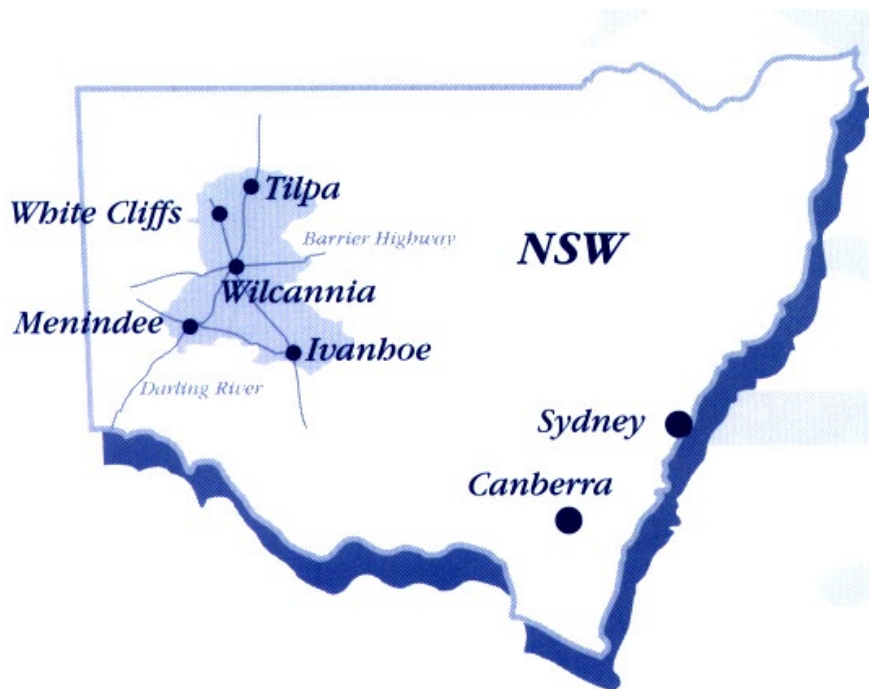 Tilpa
White Cliffs
Barrier Highway
NSW
Wilcannia
Menindee
Ivanhoe
Darling River
Sydney
Canberra